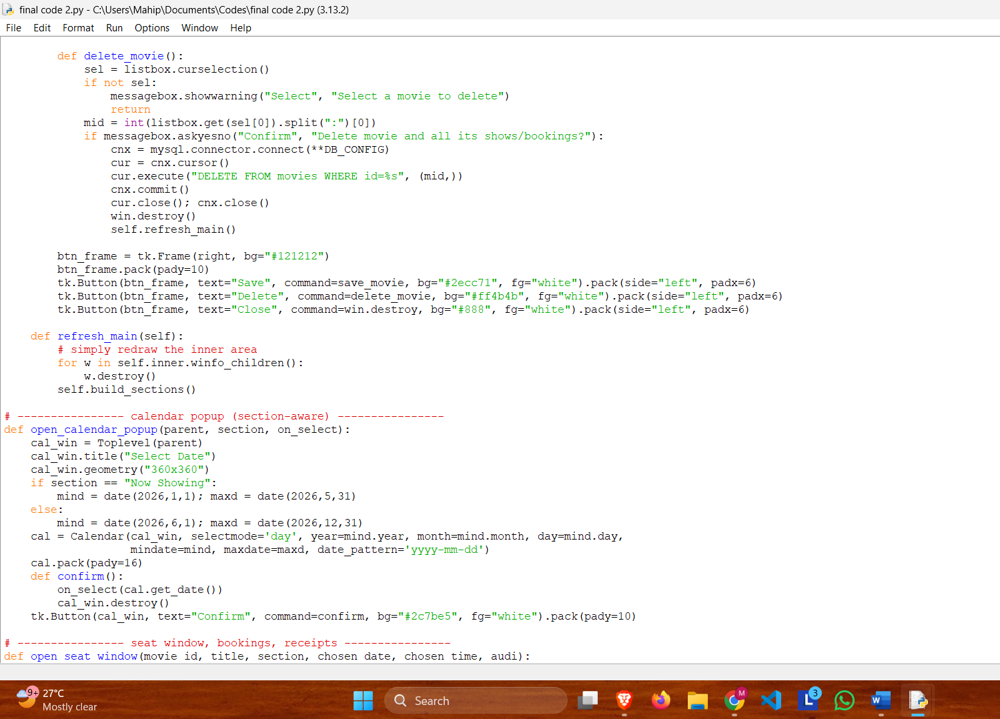 final code 2.py - C:\Users\Mahip\Documents\Codes\final code 2.py (3.13.2)
File Edit Format Run Options Window Help
def delete_movie():
sel = listbox.curselection()
if not sel:
messagebox.showwarning("Select", "Select a movie to delete")
return
mid = int(listbox.get(sel[0]).split(":")[0])
if messagebox.askyesno("Confirm", "Delete movie and all its shows/bookings?"):
cnx = mysql.connector.connect(**DB_CONFIG)
cur = cnx.cursor()
cur.execute("DELETE FROM movies WHERE id=%s", (mid,))
cnx.commit()
cur.close(); cnx.close()
win.destroy()
self.refresh_main()
btn_frame = tk.Frame(right, bg="#121212")
btn_frame.pack(pady=10)
tk.Button(btn_frame, text="Save", command=save_movie, bg="#2ecc71", fg="white").pack(side="left", padx=6)
tk.Button(btn_frame, text="Delete", command=delete_movie, bg="#ff4b4b", fg="white").pack(side="left", padx=6)
tk.Button(btn_frame, text="Close", command=win.destroy, bg="#888", fg="white").pack(side="left", padx=6)
def refresh_main(self):
# simply redraw the inner area
for w in self.inner.winfo_children():
w.destroy()
self.build_sections()
# ---------------- calendar popup (section-aware) ----------------
def open_calendar_popup(parent, section, on_select):
cal_win = Toplevel(parent)
cal_win.title("Select Date")
cal_win.geometry("360x360")
if section == "Now Showing":
mind = date(2026,1,1); maxd = date(2026,5,31)
else:
mind = date(2026,6,1); maxd = date(2026,12,31)
cal = Calendar(cal_win, selectmode='day', year=mind.year, month=mind.month, day=mind.day,
mindate=mind, maxdate=maxd, date_pattern='yyyy-mm-dd')
cal.pack(pady=16)
def confirm():
on_select(cal.get_date())
cal_win.destroy()
tk.Button(cal_win, text="Confirm", command=confirm, bg="#2c7be5", fg="white").pack(pady=10)
# ---------------- seat window, bookings, receipts ----------------
def open_seat_window(movie_id, title, section, chosen_date, chosen_time, audi):
9+ 27°C
Mostly clear
Search
M
L 3
W